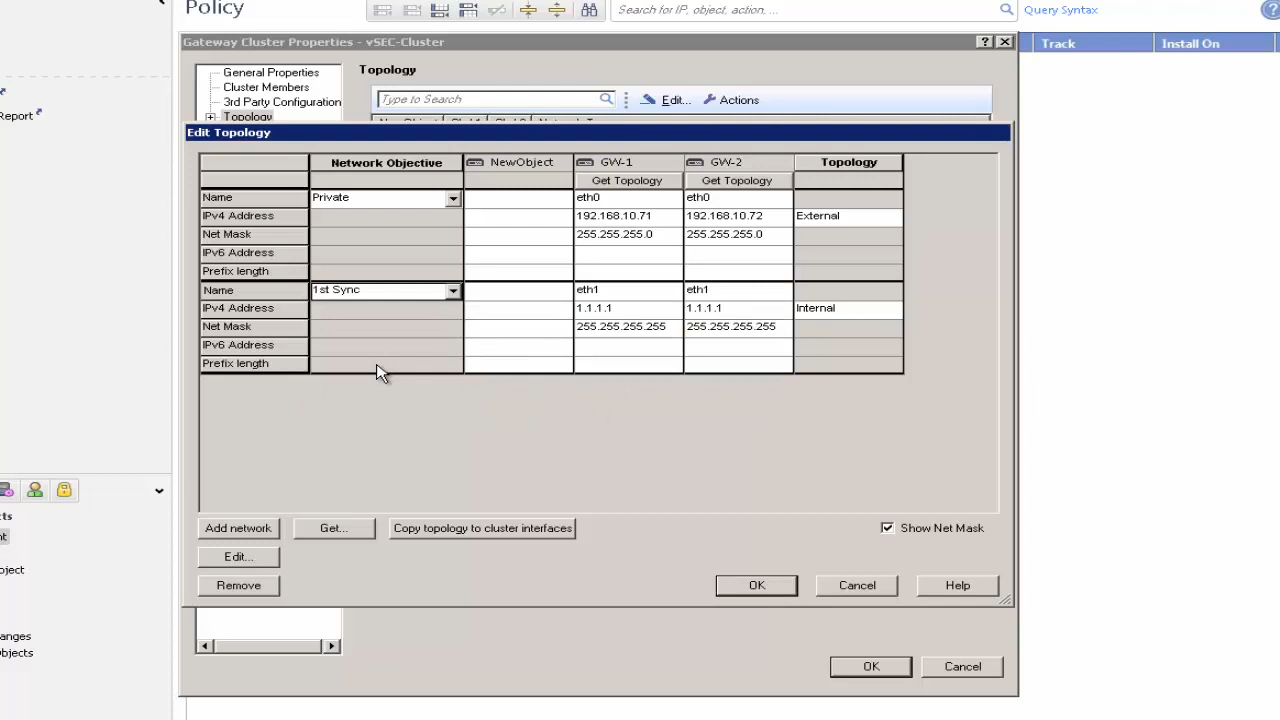 Policy
Search for IP, object, action, ...
Query Syntax
?
Gateway Cluster Properties - vSEC-Cluster
? X
Track
Install On
General Properties
Cluster Members
3rd Party Configuration
Topology
Report
Topology
Type to Search
Edit...
Actions
Edit Topology
Network Objective NewObject GW-1 GW-2 Topology
Get Topology Get Topology
Name Private eth0 eth0
IPv4 Address 192.168.10.71 192.168.10.72 External
Net Mask 255.255.255.0 255.255.255.0
IPv6 Address
Prefix length
Name 1st Sync eth1 eth1
IPv4 Address 1.1.1.1 1.1.1.1 Internal
Net Mask 255.255.255.255 255.255.255.255
IPv6 Address
Prefix length
Add network Get... Copy topology to cluster interfaces Show Net Mask
Edit...
Remove OK Cancel Help
OK Cancel
cts
nt
oject
anges
Objects